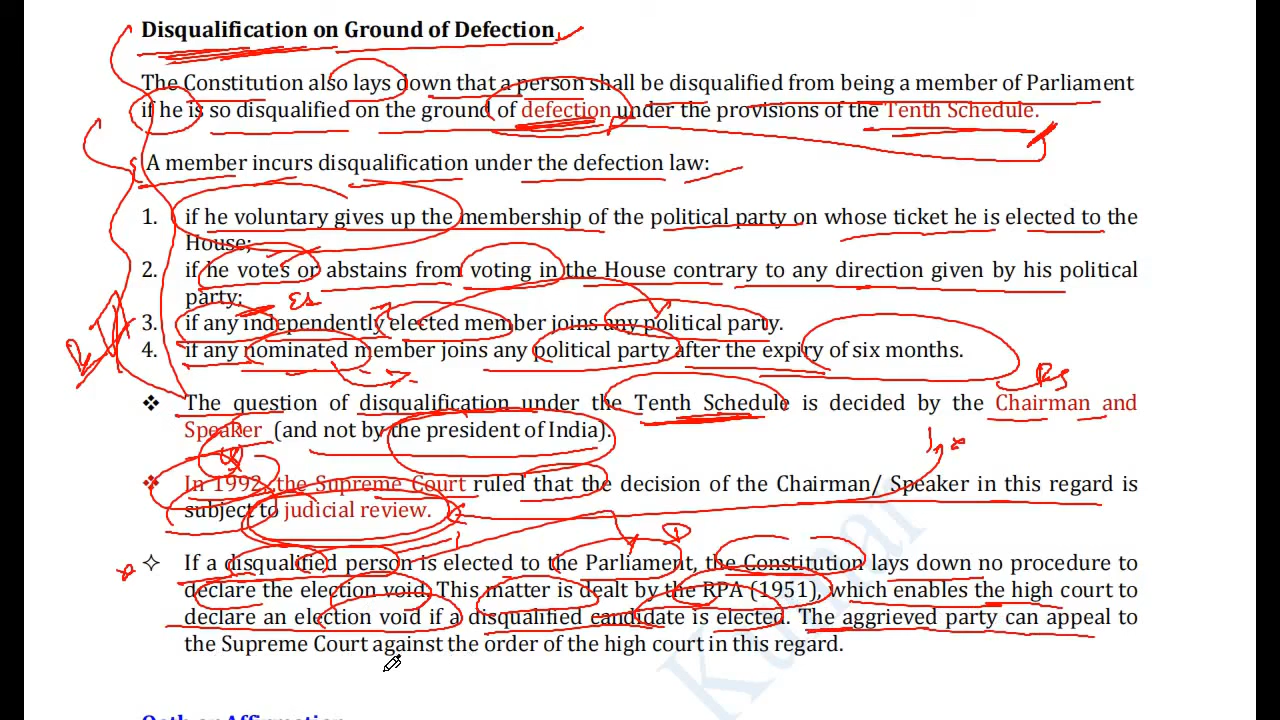 Disqualification on Ground of Defection
The Constitution also lays down that a person shall be disqualified from being a member of Parliament
if he is so disqualified on the ground of defection under the provisions of the Tenth Schedule.
A member incurs disqualification under the defection law:
1. if he voluntary gives up the membership of the political party on whose ticket he is elected to the
House;
2. if he votes or abstains from voting in the House contrary to any direction given by his political
party;
3. if any independently elected member joins any political party.
4. if any nominated member joins any political party after the expiry of six months.
❖ The question of disqualification under the Tenth Schedule is decided by the Chairman and
Speaker (and not by the president of India).
❖ In 1992, the Supreme Court ruled that the decision of the Chairman/ Speaker in this regard is
subject to judicial review.
✧ If a disqualified person is elected to the Parliament, the Constitution lays down no procedure to
declare the election void. This matter is dealt by the RPA (1951), which enables the high court to
declare an election void if a disqualified candidate is elected. The aggrieved party can appeal to
the Supreme Court against the order of the high court in this regard.
Kumar